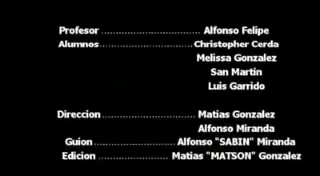 Profesor .......................... Alfonso Felipe
Alumnos .......................... Christopher Cerda
Melissa Gonzalez
San Martin
Luis Garrido
Direccion .......................... Matias Gonzalez
Alfonso Miranda
Guion .............................. Alfonso "SABIN" Miranda
Edicion .................... Matias "MATSON" Gonzalez